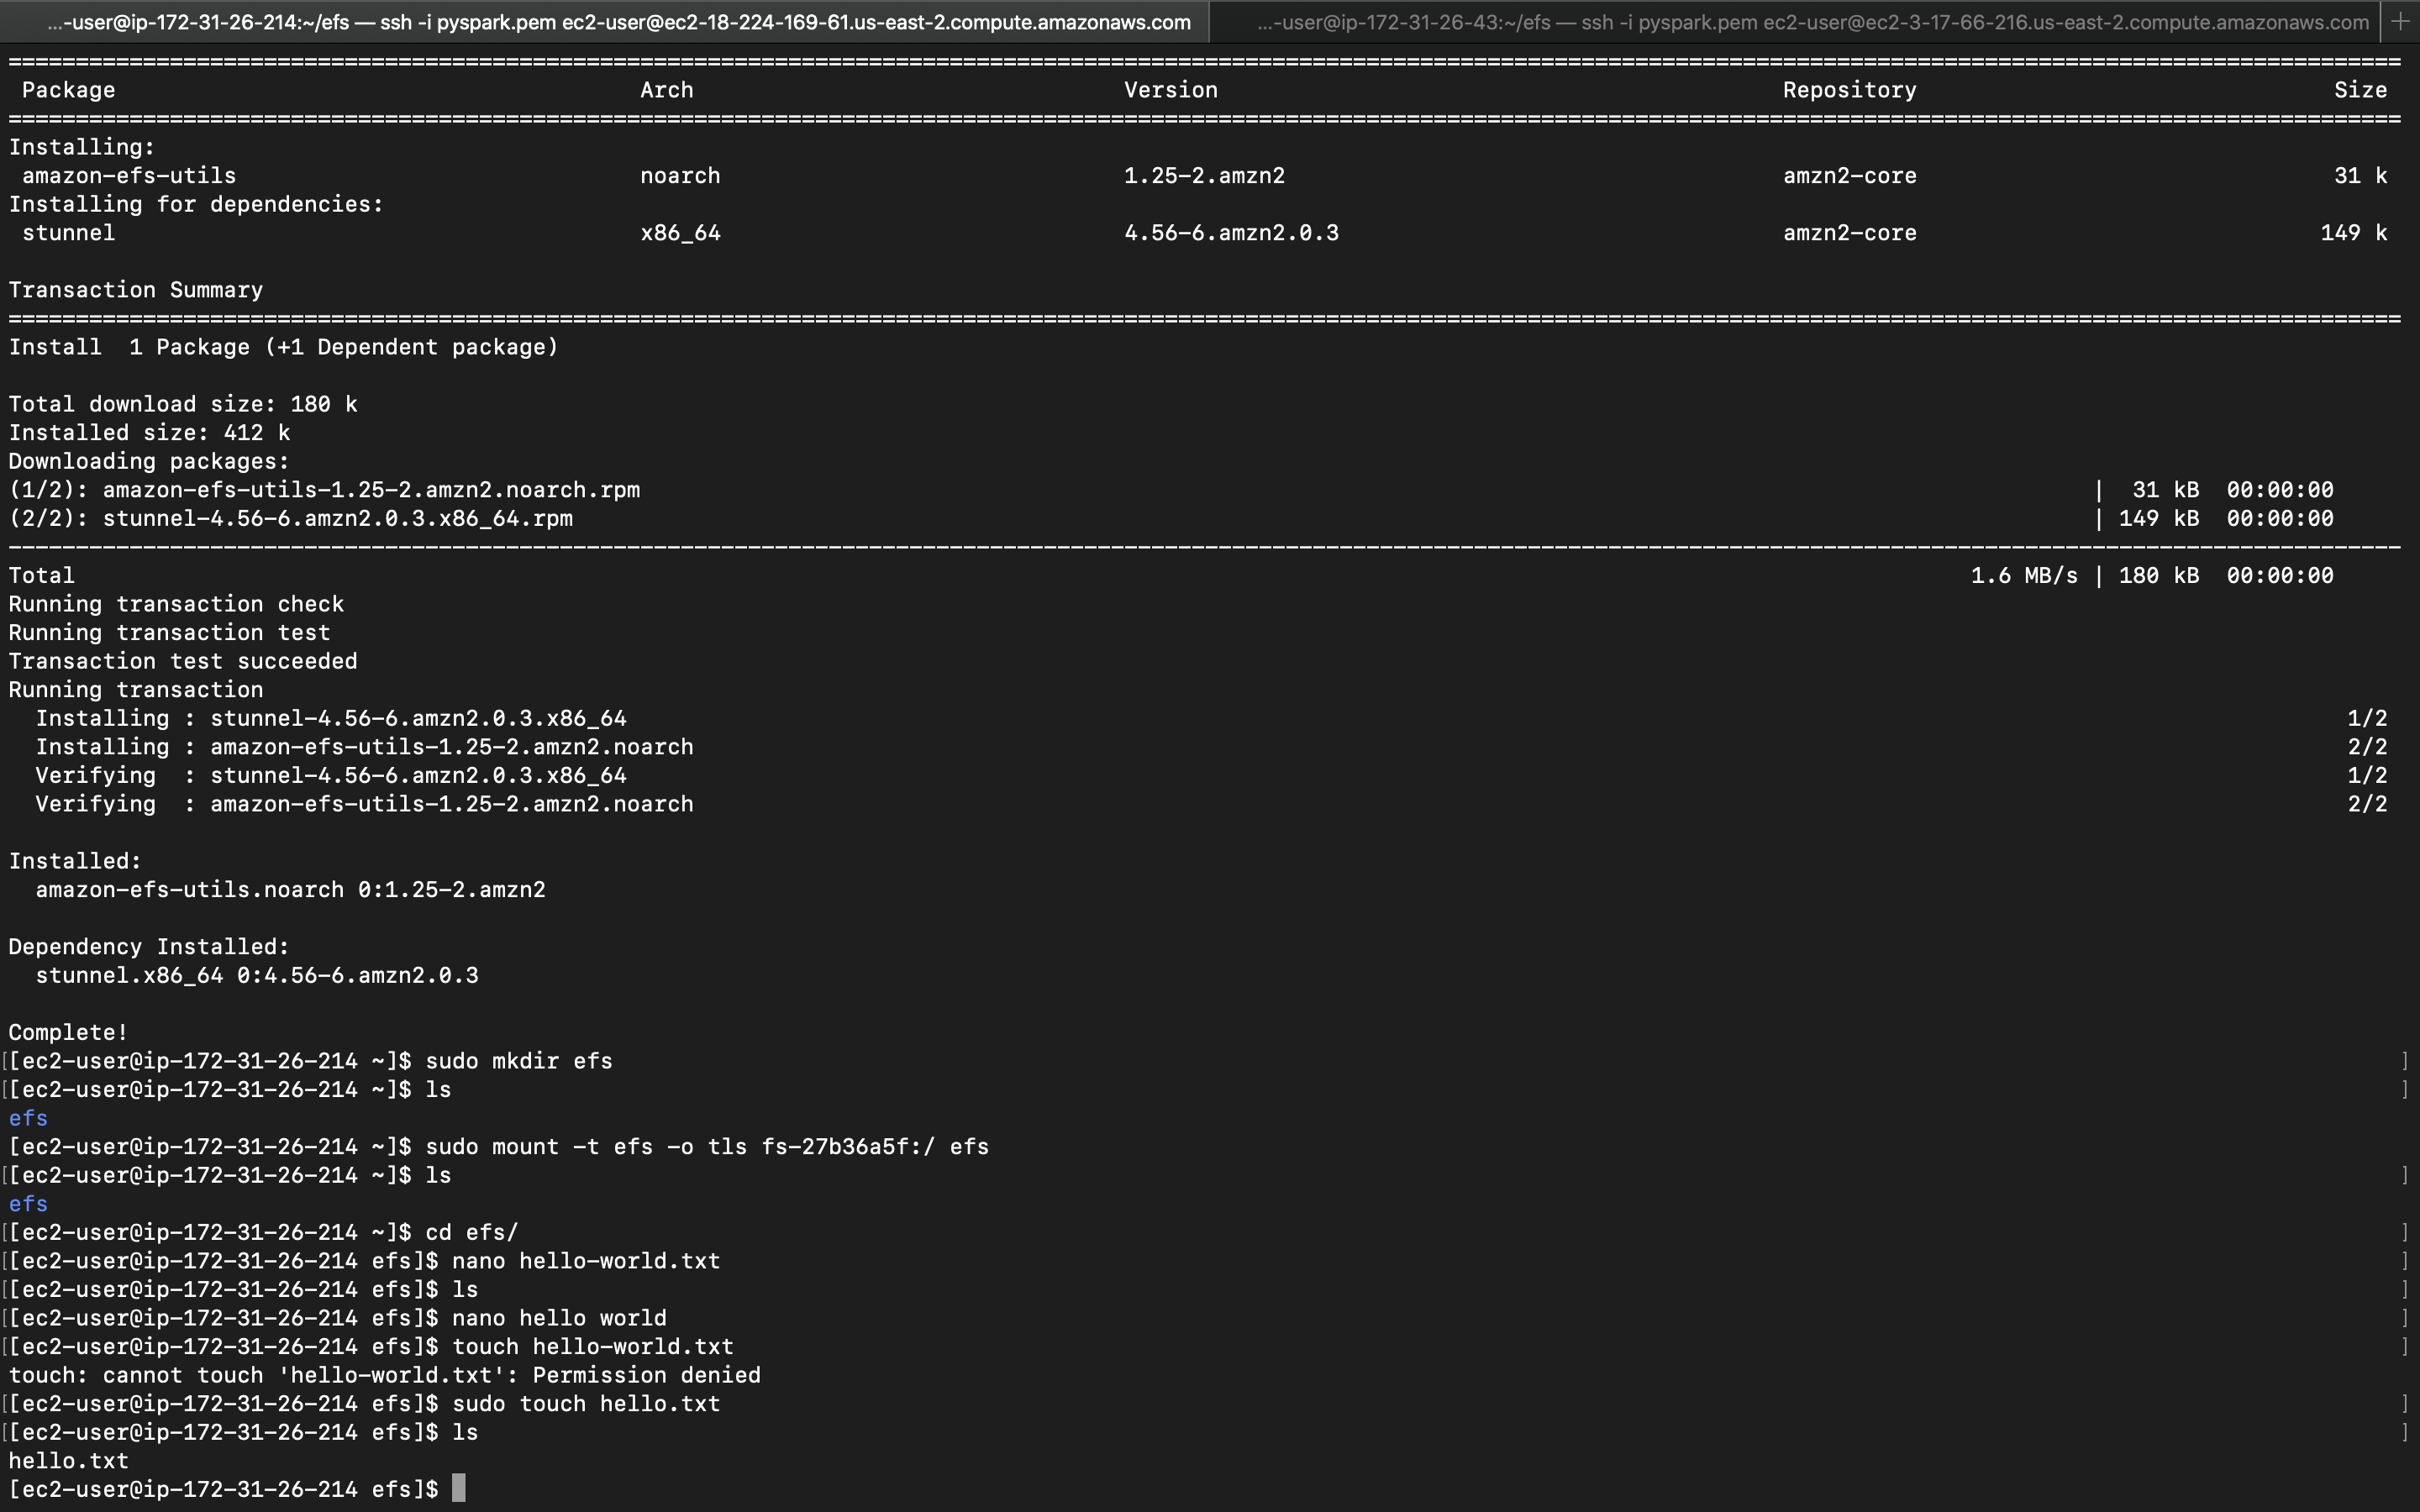 ...-user@ip-172-31-26-214:~/efs — ssh -i pyspark.pem ec2-user@ec2-18-224-169-61.us-east-2.compute.amazonaws.com
...-user@ip-172-31-26-43:~/efs — ssh -i pyspark.pem ec2-user@ec2-3-17-66-216.us-east-2.compute.amazonaws.com +
Package Arch Version Repository Size
Installing:
amazon-efs-utils noarch 1.25-2.amzn2 amzn2-core 31 k
Installing for dependencies:
stunnel x86_64 4.56-6.amzn2.0.3 amzn2-core 149 k
Transaction Summary
Install 1 Package (+1 Dependent package)
Total download size: 180 k
Installed size: 412 k
Downloading packages:
(1/2): amazon-efs-utils-1.25-2.amzn2.noarch.rpm | 31 kB 00:00:00
(2/2): stunnel-4.56-6.amzn2.0.3.x86_64.rpm | 149 kB 00:00:00
Total 1.6 MB/s | 180 kB 00:00:00
Running transaction check
Running transaction test
Transaction test succeeded
Running transaction
Installing : stunnel-4.56-6.amzn2.0.3.x86_64 1/2
Installing : amazon-efs-utils-1.25-2.amzn2.noarch 2/2
Verifying : stunnel-4.56-6.amzn2.0.3.x86_64 1/2
Verifying : amazon-efs-utils-1.25-2.amzn2.noarch 2/2
Installed:
amazon-efs-utils.noarch 0:1.25-2.amzn2
Dependency Installed:
stunnel.x86_64 0:4.56-6.amzn2.0.3
Complete!
[[ec2-user@ip-172-31-26-214 ~]$ sudo mkdir efs ]
[[ec2-user@ip-172-31-26-214 ~]$ ls ]
efs
[ec2-user@ip-172-31-26-214 ~]$ sudo mount -t efs -o tls fs-27b36a5f:/ efs
[[ec2-user@ip-172-31-26-214 ~]$ ls ]
efs
[[ec2-user@ip-172-31-26-214 ~]$ cd efs/ ]
[[ec2-user@ip-172-31-26-214 efs]$ nano hello-world.txt ]
[[ec2-user@ip-172-31-26-214 efs]$ ls ]
[[ec2-user@ip-172-31-26-214 efs]$ nano hello world ]
[[ec2-user@ip-172-31-26-214 efs]$ touch hello-world.txt ]
touch: cannot touch 'hello-world.txt': Permission denied
[[ec2-user@ip-172-31-26-214 efs]$ sudo touch hello.txt ]
[[ec2-user@ip-172-31-26-214 efs]$ ls ]
hello.txt
[ec2-user@ip-172-31-26-214 efs]$